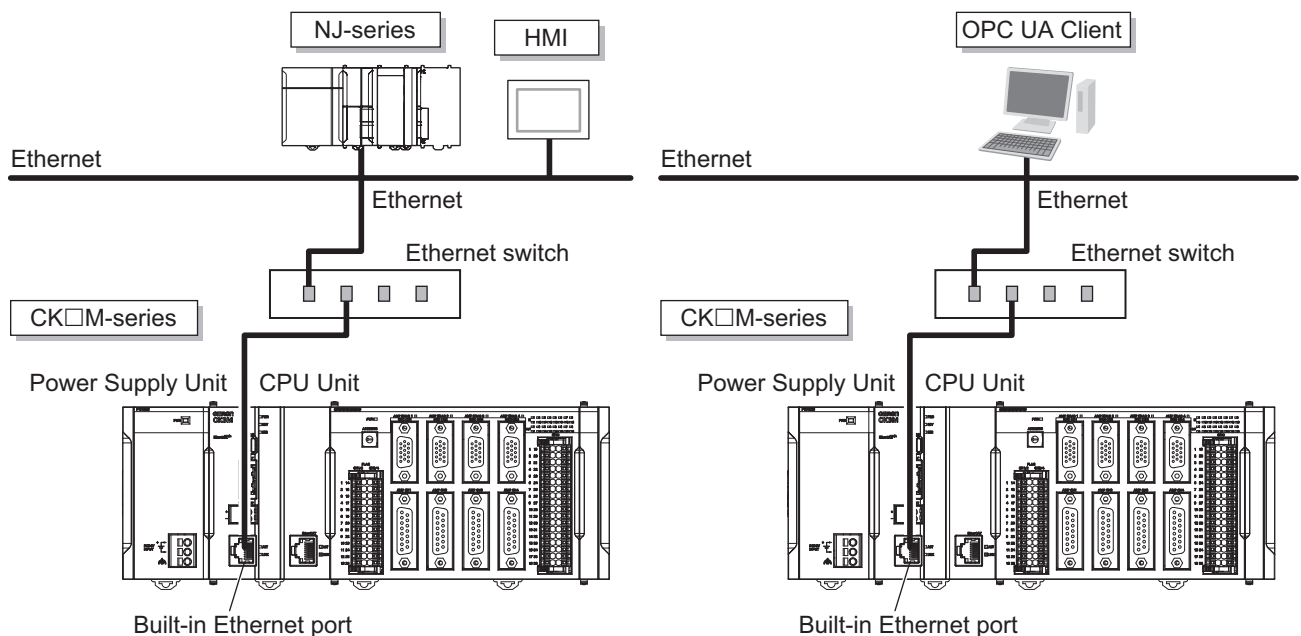 NJ-series
HMI
Ethernet
Ethernet
Ethernet switch
CK□M-series
Power Supply Unit
CPU Unit
Built-in Ethernet port
OPC UA Client
Ethernet
Ethernet
Ethernet switch
CK□M-series
Power Supply Unit
CPU Unit
Built-in Ethernet port